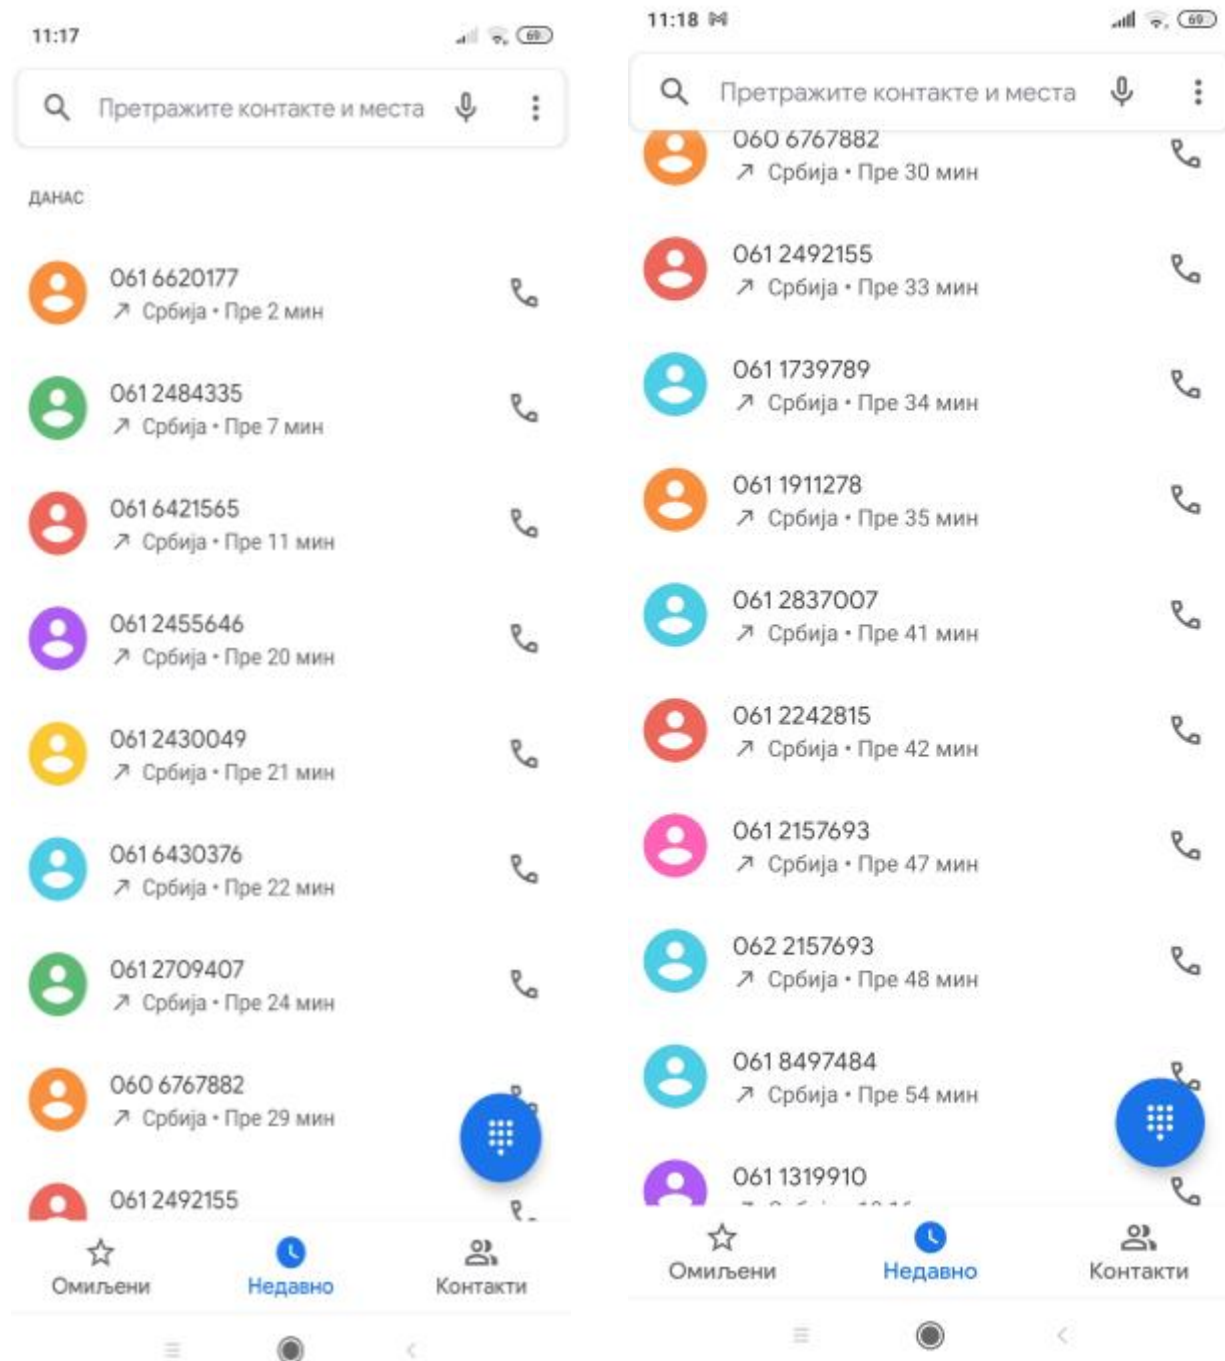 11:17
69
Претражите контакте и места
ДАНАС
061 6620177
Србија • Пре 2 мин
061 2484335
Србија • Пре 7 мин
061 6421565
Србија • Пре 11 мин
061 2455646
Србија • Пре 20 мин
061 2430049
Србија • Пре 21 мин
061 6430376
Србија • Пре 22 мин
061 2709407
Србија • Пре 24 мин
060 6767882
Србија • Пре 29 мин
061 2492155
Омиљени
Недавно
Контакти
11:18
69
Претражите контакте и места
060 6767882
Србија • Пре 30 мин
061 2492155
Србија • Пре 33 мин
061 1739789
Србија • Пре 34 мин
061 1911278
Србија • Пре 35 мин
061 2837007
Србија • Пре 41 мин
061 2242815
Србија • Пре 42 мин
061 2157693
Србија • Пре 47 мин
062 2157693
Србија • Пре 48 мин
061 8497484
Србија • Пре 54 мин
061 1319910
Омиљени
Недавно
Контакти